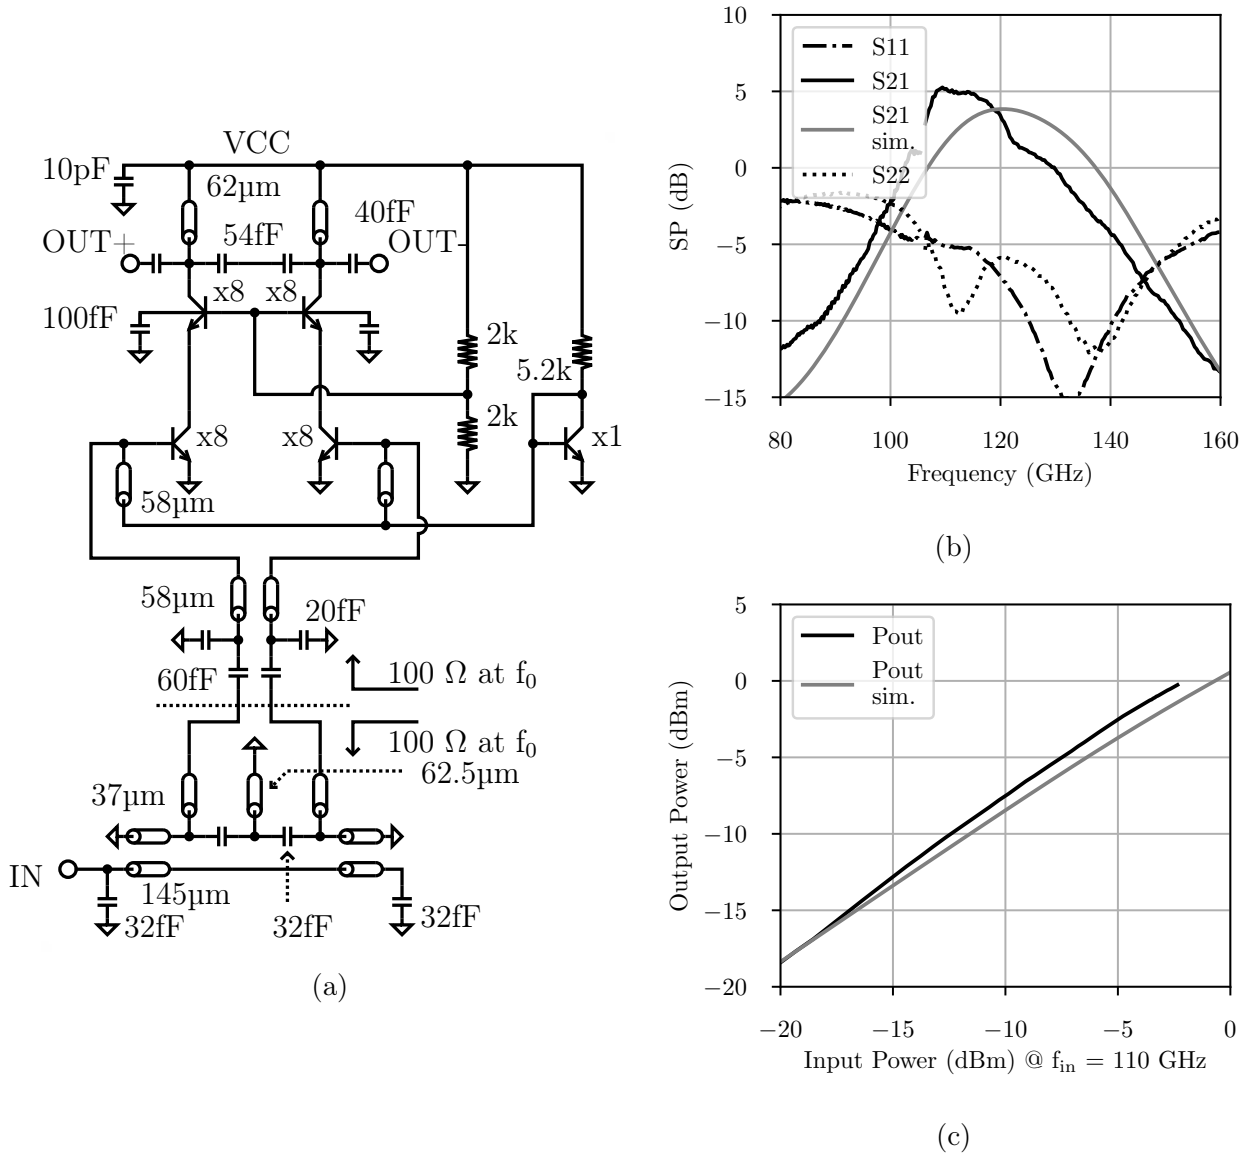 VCC
10pF
62µm
40fF
OUT+
54fF
OUT-
x8
x8
100fF
2k
5.2k
2k
x8
x8
x1
58µm
58µm
20fF
60fF
100 Ω at f0
100 Ω at f0
62.5µm
37µm
IN
145µm
32fF
32fF
32fF
(a)
10
5
0
−5
−10
−15
SP (dB)
S11
S21
S21
sim.
S22
80
100
120
140
160
Frequency (GHz)
(b)
5
0
−5
−10
−15
−20
Output Power (dBm)
Pout
Pout
sim.
−20
−15
−10
−5
0
Input Power (dBm) @ fin = 110 GHz
(c)